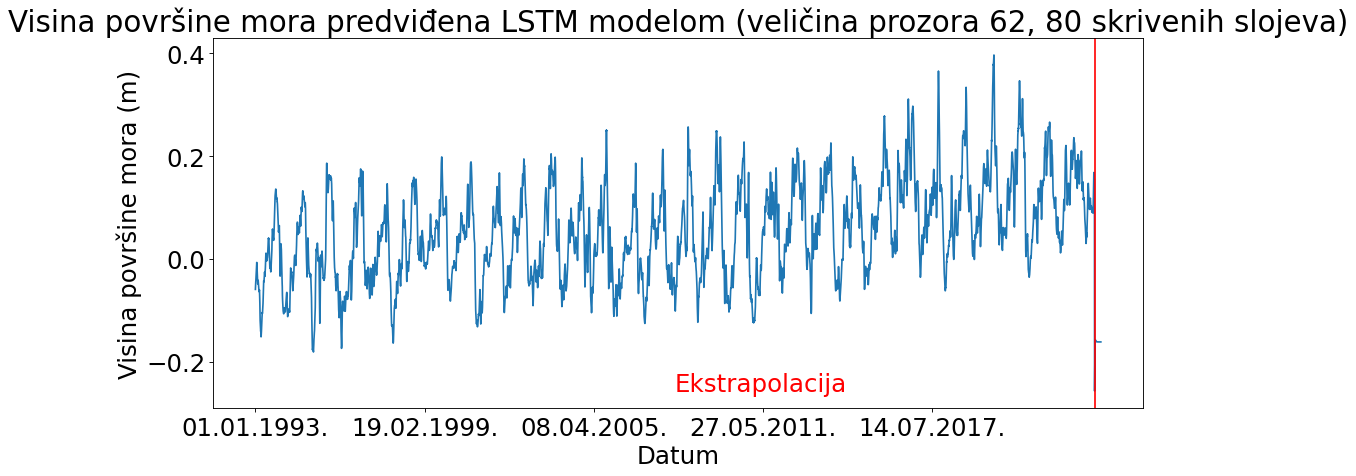 Visina površine mora predviđena LSTM modelom (veličina prozora 62, 80 skrivenih slojeva)
Visina površine mora (m)
0.4
0.2
0.0
−0.2
Ekstrapolacija
01.01.1993. 19.02.1999. 08.04.2005. 27.05.2011. 14.07.2017.
Datum